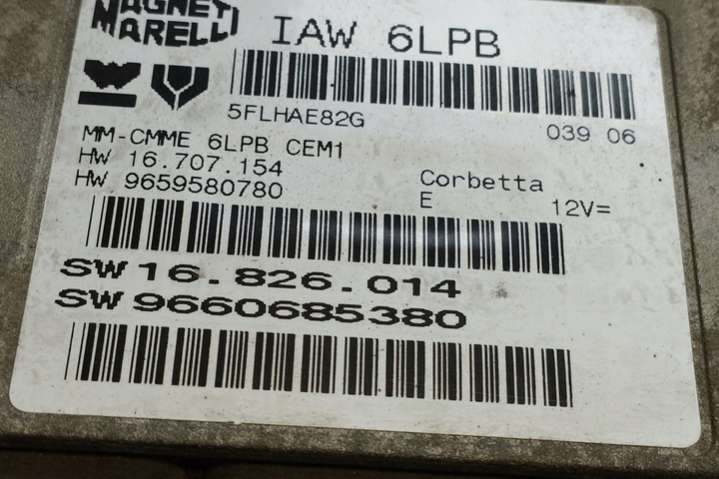 MAGNETI
MARELLI
IAW 6LPB
5FLHAE82G
039 06
MM-CMME 6LPB CEM1
HW 16.707.154
HW 9659580780
Corbetta
E 12V=
SW 16.826.014
SW 9660685380